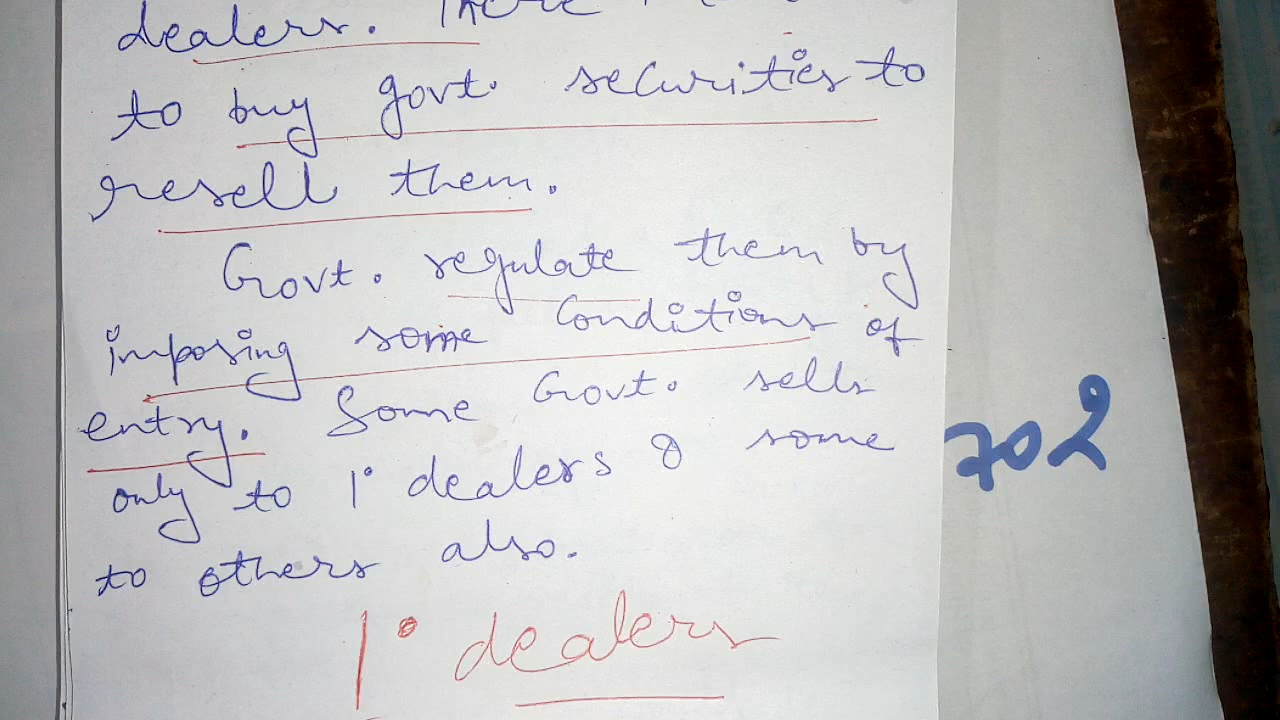 dealers. There
to buy govt. securities to
resell them.
Govt. regulate them by
imposing some conditions of
entry. Some Govt. sells
only to 1° dealers & some
to others also.
702
1° dealers